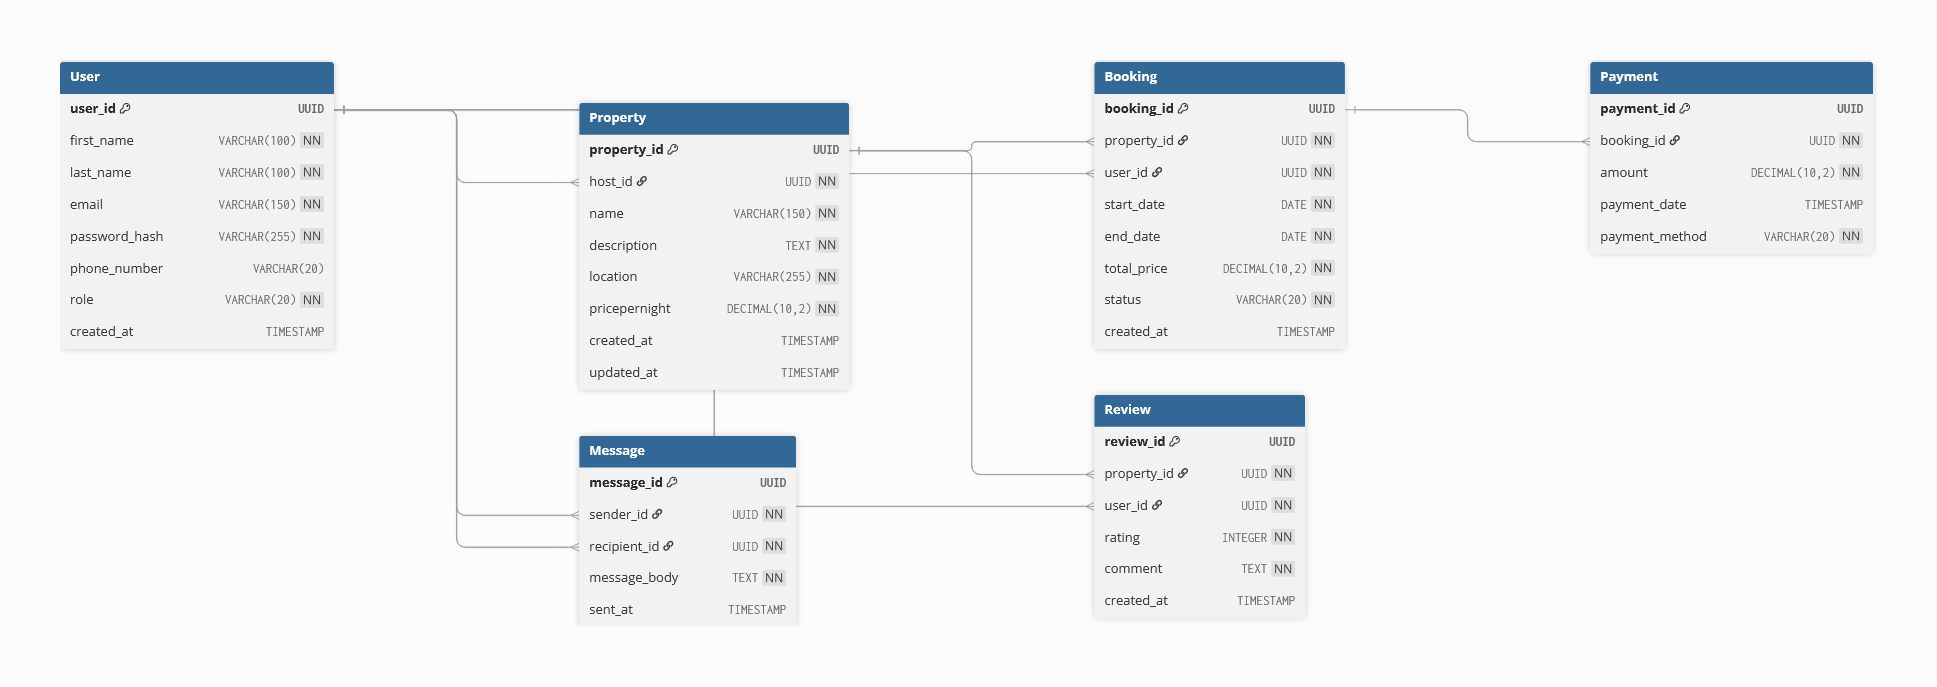 User
user_id UUID
first_name VARCHAR(100) NN
last_name VARCHAR(100) NN
email VARCHAR(150) NN
password_hash VARCHAR(255) NN
phone_number VARCHAR(20)
role VARCHAR(20) NN
created_at TIMESTAMP
Property
property_id UUID
host_id UUID NN
name VARCHAR(150) NN
description TEXT NN
location VARCHAR(255) NN
pricepernight DECIMAL(10,2) NN
created_at TIMESTAMP
updated_at TIMESTAMP
Message
message_id UUID
sender_id UUID NN
recipient_id UUID NN
message_body TEXT NN
sent_at TIMESTAMP
Booking
booking_id UUID
property_id UUID NN
user_id UUID NN
start_date DATE NN
end_date DATE NN
total_price DECIMAL(10,2) NN
status VARCHAR(20) NN
created_at TIMESTAMP
Review
review_id UUID
property_id UUID NN
user_id UUID NN
rating INTEGER NN
comment TEXT NN
created_at TIMESTAMP
Payment
payment_id UUID
booking_id UUID NN
amount DECIMAL(10,2) NN
payment_date TIMESTAMP
payment_method VARCHAR(20) NN